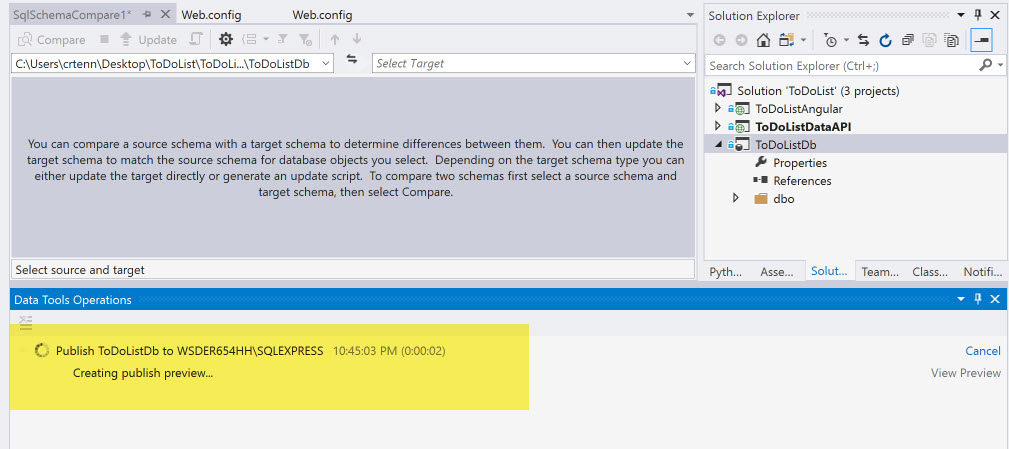 SqlSchemaCompare1*
Web.config
Web.config
Compare
Update
C:\Users\crtenn\Desktop\ToDoList\ToDoLi...\ToDoListDb
Select Target
You can compare a source schema with a target schema to determine differences between them.  You can then update the
target schema to match the source schema for database objects you select.  Depending on the target schema type you can
either update the target directly or generate an update script.  To compare two schemas first select a source schema and
target schema, then select Compare.
Select source and target
Solution Explorer
Search Solution Explorer (Ctrl+;)
Solution 'ToDoList' (3 projects)
ToDoListAngular
ToDoListDataAPI
ToDoListDb
Properties
References
dbo
Pyth... Asse... Solut... Team... Class... Notifi...
Data Tools Operations
Publish ToDoListDb to WSDER654HH\SQLEXPRESS 10:45:03 PM (0:00:02) Cancel
Creating publish preview... View Preview